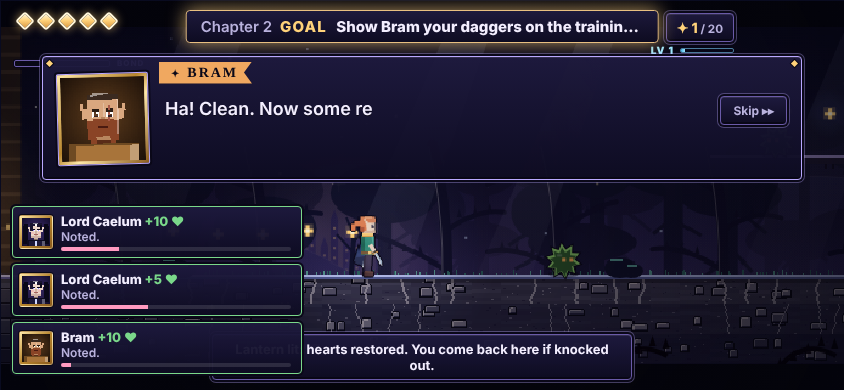 Chapter 2 GOAL Show Bram your daggers on the trainin...
1 / 20
LV 1
BRAM
Ha! Clean. Now some re
Skip
Lord Caelum +10
Noted.
Lord Caelum +5
Noted.
Bram +10
Noted.
Lantern lit, hearts restored. You come back here if knocked
out.